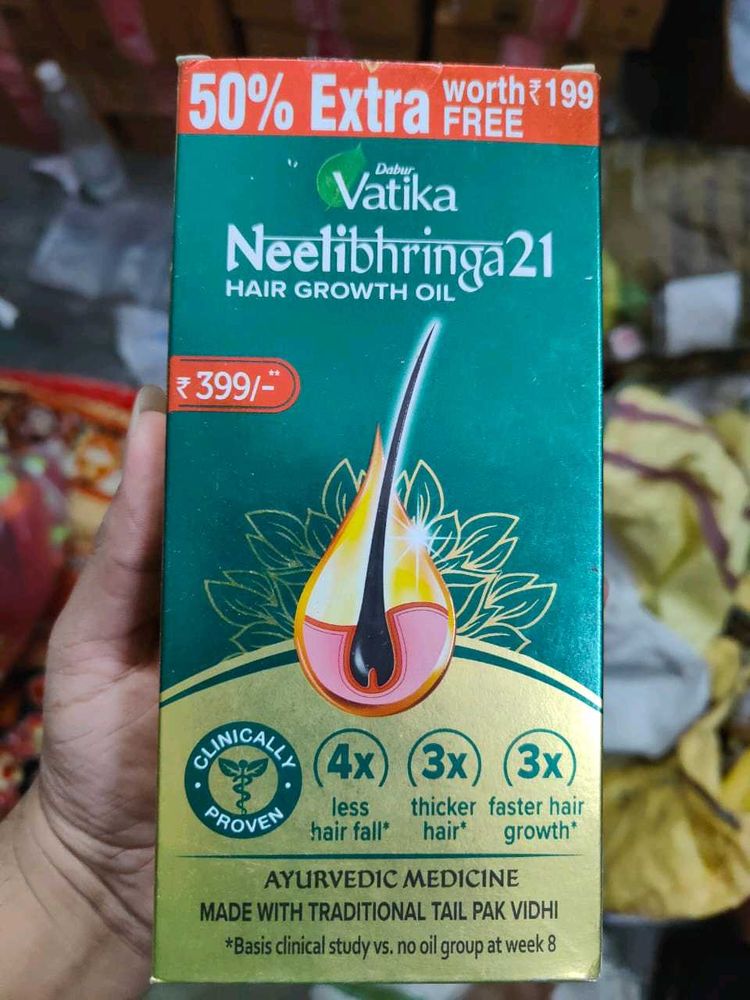 50% Extra worth ₹199 FREE
Dabur
Vatika
Neelibhringa21
HAIR GROWTH OIL
₹ 399/-**
CLINICALLY PROVEN
4x
less
hair fall*
3x
thicker
hair*
3x
faster hair
growth*
AYURVEDIC MEDICINE
MADE WITH TRADITIONAL TAIL PAK VIDHI
*Basis clinical study vs. no oil group at week 8